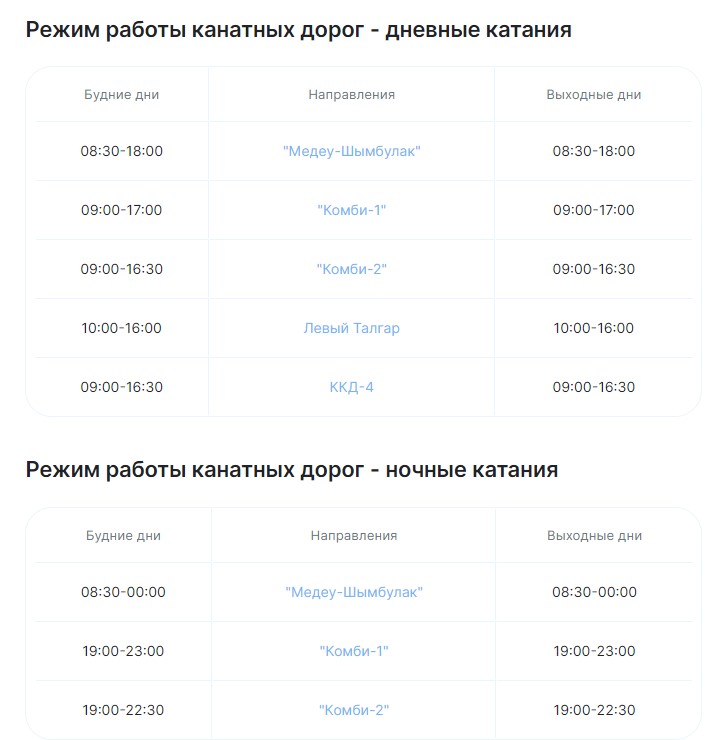 Режим работы канатных дорог - дневные катания
Будние дни Направления Выходные дни
08:30-18:00 "Медеу-Шымбулак" 08:30-18:00
09:00-17:00 "Комби-1" 09:00-17:00
09:00-16:30 "Комби-2" 09:00-16:30
10:00-16:00 Левый Талгар 10:00-16:00
09:00-16:30 ККД-4 09:00-16:30
Режим работы канатных дорог - ночные катания
Будние дни Направления Выходные дни
08:30-00:00 "Медеу-Шымбулак" 08:30-00:00
19:00-23:00 "Комби-1" 19:00-23:00
19:00-22:30 "Комби-2" 19:00-22:30